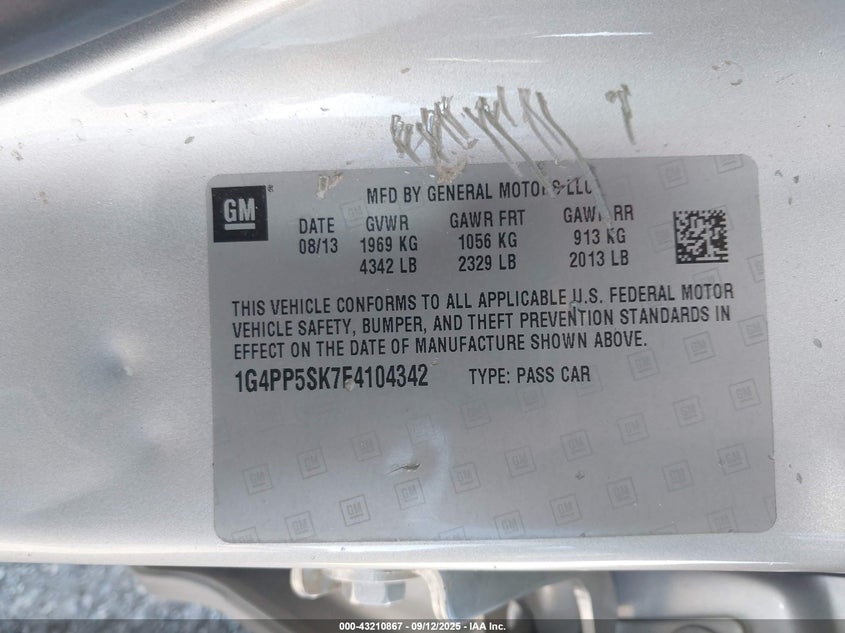 GM
®
MFD BY GENERAL MOTORS LLC
DATE GVWR GAWR FRT GAWR RR
08/13 1969 KG 1056 KG 913 KG
4342 LB 2329 LB 2013 LB
THIS VEHICLE CONFORMS TO ALL APPLICABLE U.S. FEDERAL MOTOR
VEHICLE SAFETY, BUMPER, AND THEFT PREVENTION STANDARDS IN
EFFECT ON THE DATE OF MANUFACTURE SHOWN ABOVE.
1G4PP5SK7E4104342 TYPE: PASS CAR
000-43210867 - 09/12/2025 - IAA Inc.